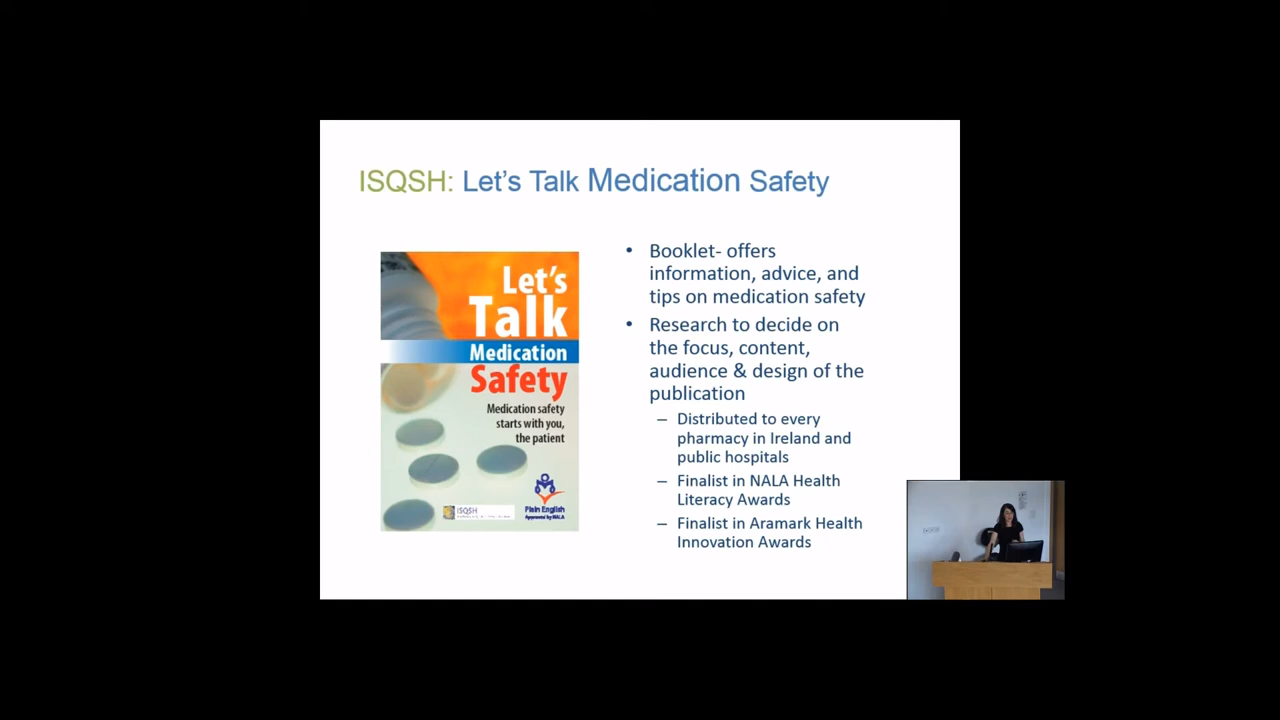 ISQSH: Let's Talk Medication Safety
Let's
Talk
Medication
Safety
Medication safety
starts with you,
the patient
ISQSH
Plain English
Approved by NALA
• Booklet- offers
information, advice, and
tips on medication safety
• Research to decide on
the focus, content,
audience & design of the
publication
– Distributed to every
pharmacy in Ireland and
public hospitals
– Finalist in NALA Health
Literacy Awards
– Finalist in Aramark Health
Innovation Awards